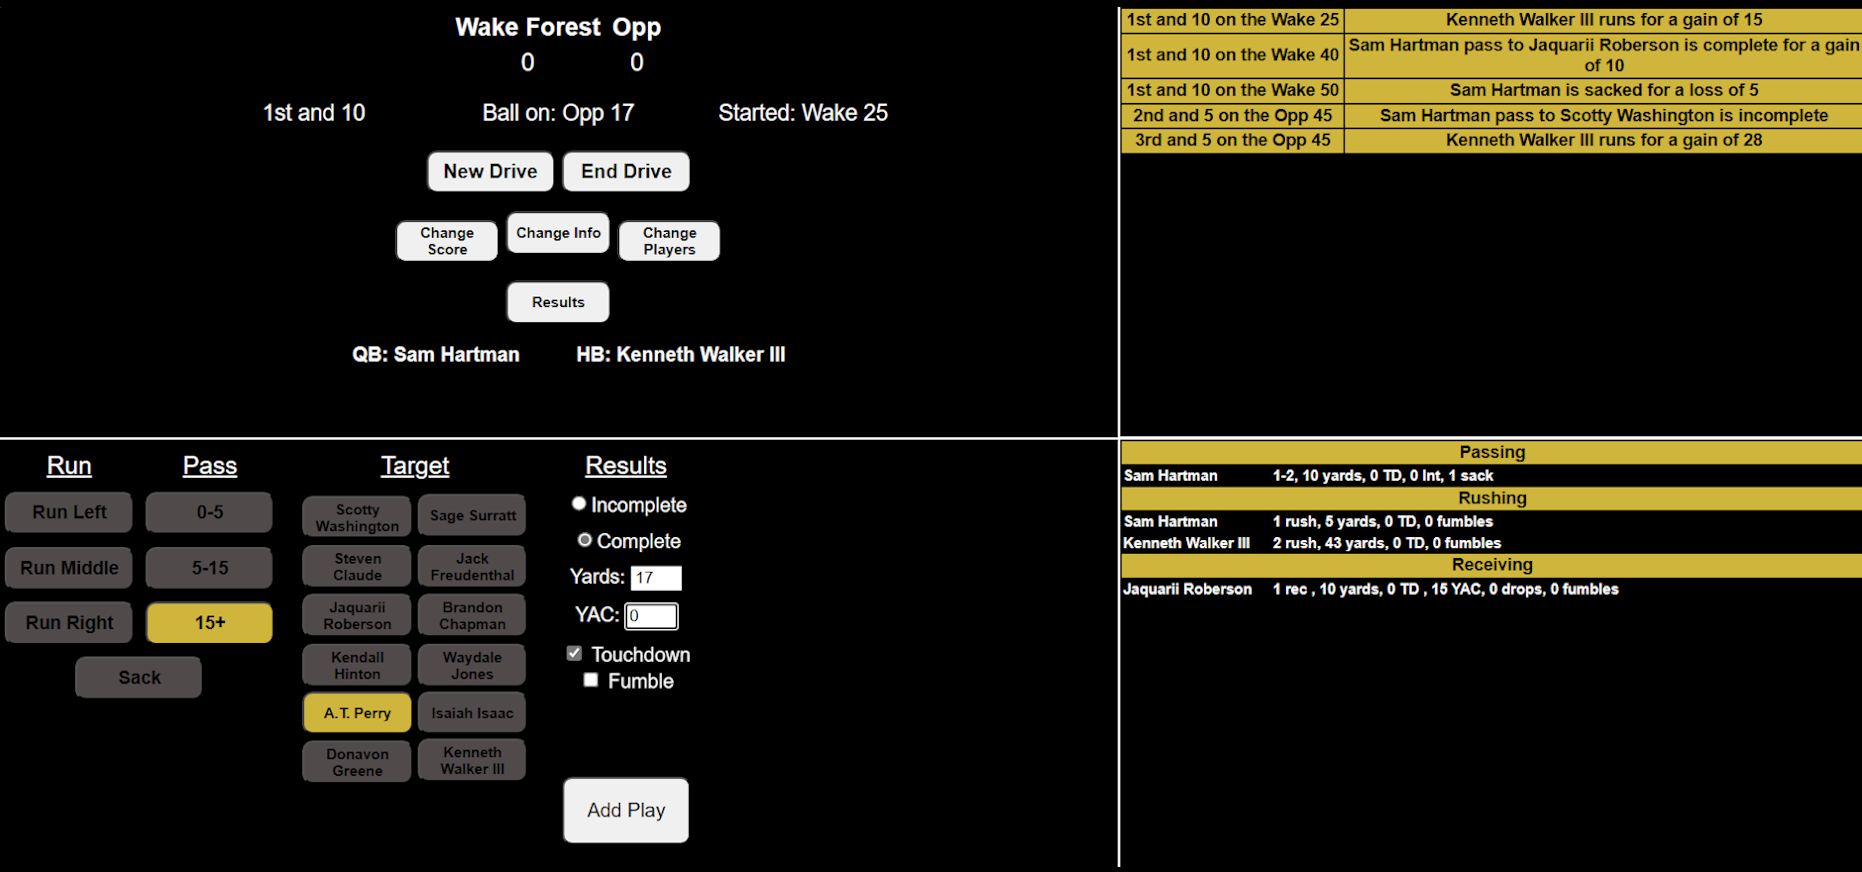 Wake Forest Opp
0 0
1st and 10 Ball on: Opp 17 Started: Wake 25
New Drive End Drive
Change
Score
Change Info
Change
Players
Results
QB: Sam Hartman HB: Kenneth Walker III
1st and 10 on the Wake 25 Kenneth Walker III runs for a gain of 15
1st and 10 on the Wake 40 Sam Hartman pass to Jaquarii Roberson is complete for a gain
of 10
1st and 10 on the Wake 50 Sam Hartman is sacked for a loss of 5
2nd and 5 on the Opp 45 Sam Hartman pass to Scotty Washington is incomplete
3rd and 5 on the Opp 45 Kenneth Walker III runs for a gain of 28
Run
Run Left
Run Middle
Run Right
Pass
0-5
5-15
15+
Sack
Target
Scotty
Washington
Sage Surratt
Steven
Claude
Jack
Freudenthal
Jaquarii
Roberson
Brandon
Chapman
Kendall
Hinton
Waydale
Jones
A.T. Perry
Isaiah Isaac
Donavon
Greene
Kenneth
Walker III
Results
Incomplete
Complete
Yards: 17
YAC: 0
Touchdown
Fumble
Add Play
Passing
Sam Hartman 1-2, 10 yards, 0 TD, 0 Int, 1 sack
Rushing
Sam Hartman 1 rush, 5 yards, 0 TD, 0 fumbles
Kenneth Walker III 2 rush, 43 yards, 0 TD, 0 fumbles
Receiving
Jaquarii Roberson 1 rec , 10 yards, 0 TD , 15 YAC, 0 drops, 0 fumbles